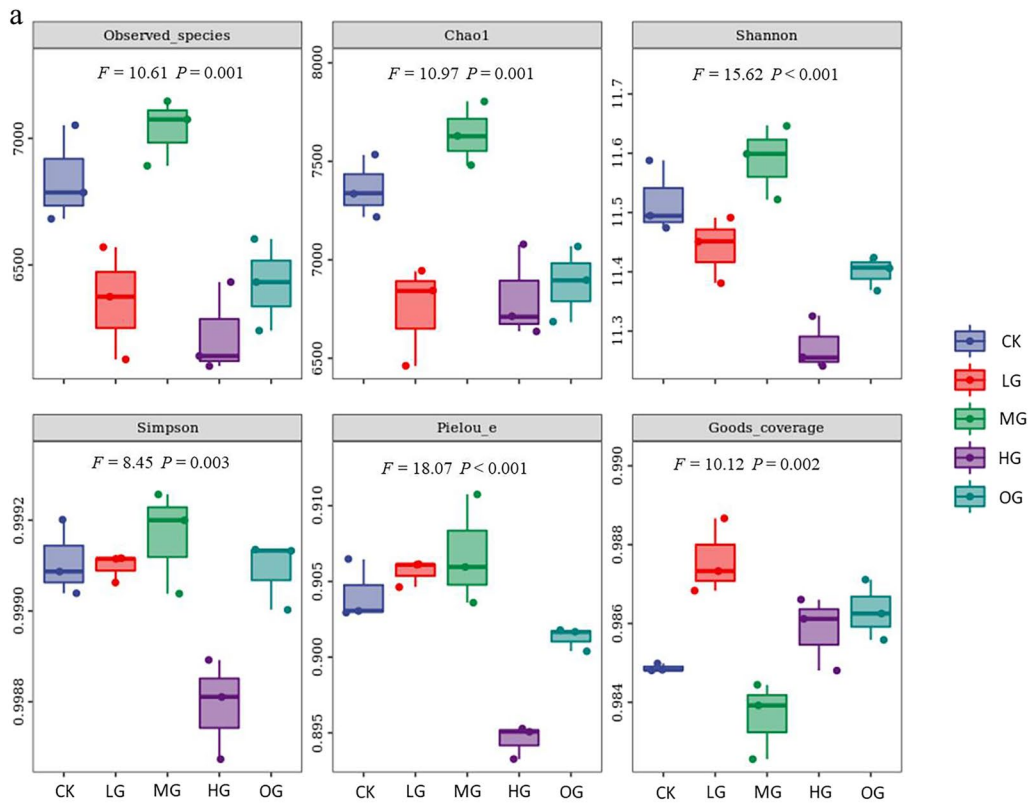 a
Observed_species
F = 10.61 P = 0.001
7000
6500
Chao1
F = 10.97 P = 0.001
8000
7500
7000
6500
Shannon
F = 15.62 P < 0.001
11.7
11.6
11.5
11.4
11.3
CK
LG
MG
HG
OG
Simpson
F = 8.45 P = 0.003
0.9992
0.9990
0.9988
CK LG MG HG OG
Pielou_e
F = 18.07 P < 0.001
0.910
0.905
0.900
0.895
CK LG MG HG OG
Goods_coverage
F = 10.12 P = 0.002
0.990
0.988
0.986
0.984
CK LG MG HG OG